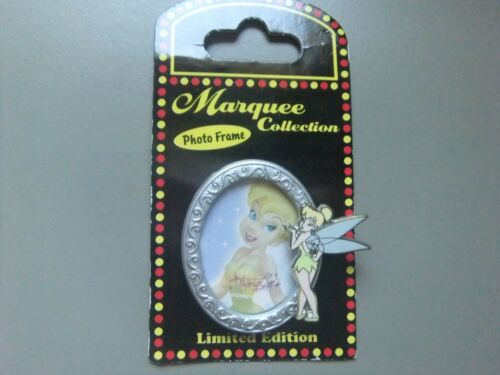 Marquee
Collection
Photo Frame
Limited Edition